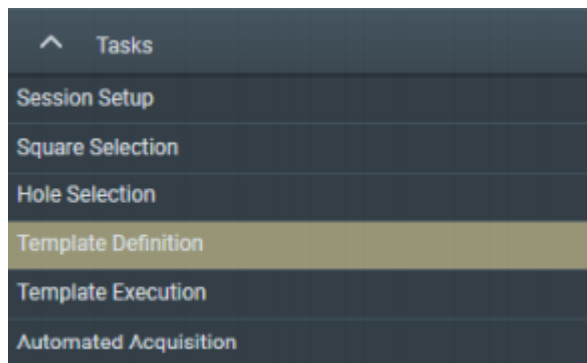 Tasks
Session Setup
Square Selection
Hole Selection
Template Definition
Template Execution
Automated Acquisition